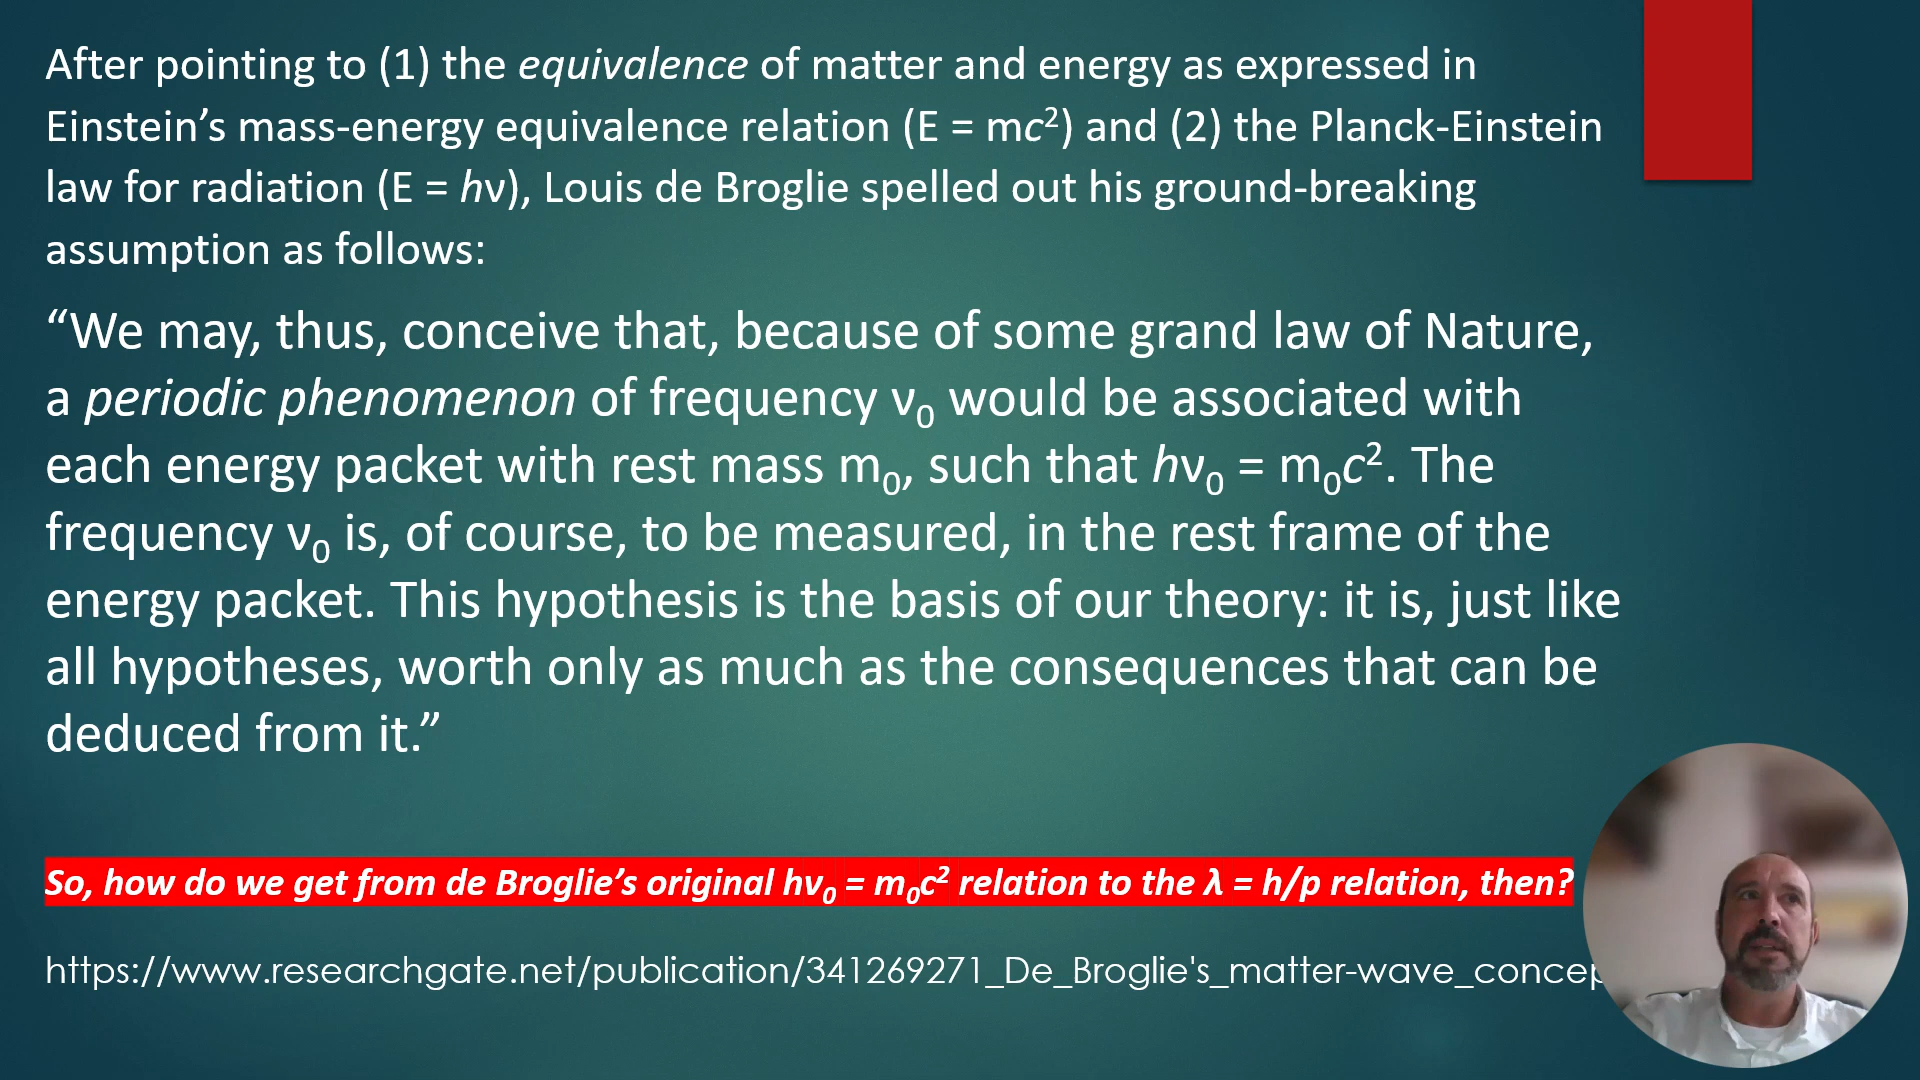 After pointing to (1) the equivalence of matter and energy as expressed in
Einstein’s mass-energy equivalence relation (E = mc²) and (2) the Planck-Einstein
law for radiation (E = hν), Louis de Broglie spelled out his ground-breaking
assumption as follows:
“We may, thus, conceive that, because of some grand law of Nature,
a periodic phenomenon of frequency ν₀ would be associated with
each energy packet with rest mass m₀, such that hν₀ = m₀c². The
frequency ν₀ is, of course, to be measured, in the rest frame of the
energy packet. This hypothesis is the basis of our theory: it is, just like
all hypotheses, worth only as much as the consequences that can be
deduced from it.”
So, how do we get from de Broglie’s original hν₀ = m₀c² relation to the λ = h/p relation, then?
https://www.researchgate.net/publication/341269271_De_Broglie's_matter-wave_concep